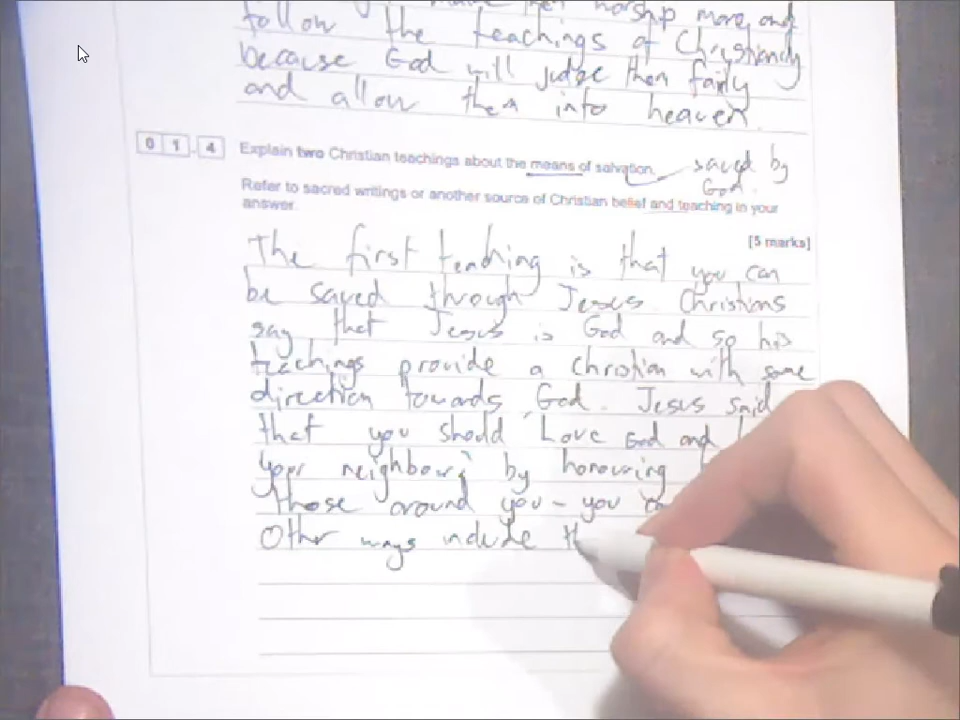 worship more and
follow the teachings of Christianity
because God will judge them fairly
and allow them into heaven.
0 1 . 4 Explain two Christian teachings about the means of salvation.
saved by
God.
Refer to sacred writings or another source of Christian belief and teaching in your
answer.
[5 marks]
The first teaching is that you can
be saved through Jesus Christians
say that Jesus is God and so his
teachings provide a christian with some
direction towards God. Jesus said
that you should 'Love God and
your neighbour' by honouring
those around you - you
Other ways include